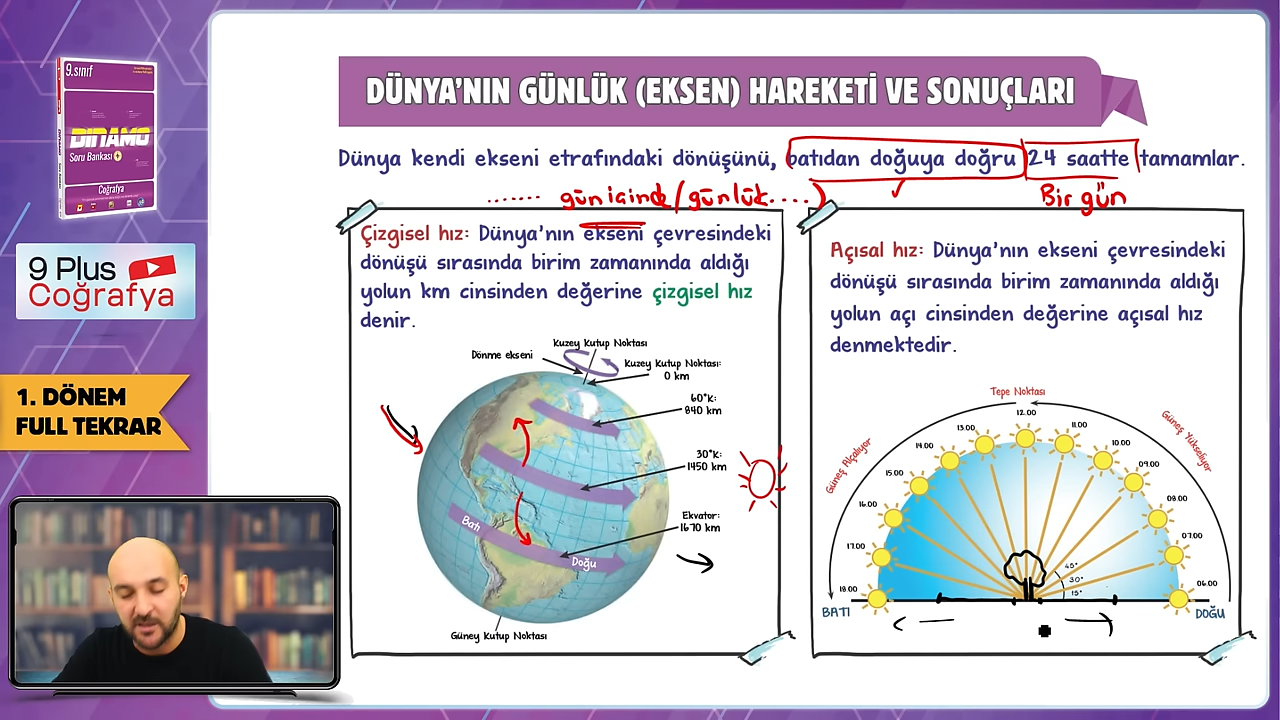 9.sınıf
DİNAMO
Soru Bankası
Coğrafya
9 Plus
Coğrafya
1. DÖNEM
FULL TEKRAR
DÜNYA'NIN GÜNLÜK (EKSEN) HAREKETİ VE SONUÇLARI
Dünya kendi ekseni etrafındaki dönüşünü, batıdan doğuya doğru 24 saatte tamamlar.
....... gün içinde / günlük....)
Bir gün
Çizgisel hız: Dünya'nın ekseni çevresindeki
dönüşü sırasında birim zamanında aldığı
yolun km cinsinden değerine çizgisel hız
denir.
Kuzey Kutup Noktası
Dönme ekseni
Kuzey Kutup Noktası:
0 km
60°K:
840 km
30°K:
1450 km
Ekvator:
1670 km
Batı
Doğu
Güney Kutup Noktası
Açısal hız: Dünya'nın ekseni çevresindeki
dönüşü sırasında birim zamanında aldığı
yolun açı cinsinden değerine açısal hız
denmektedir.
Tepe Noktası
Güneş Alçalıyor
Güneş Yükseliyor
12.00
13.00
11.00
14.00
10.00
15.00
09.00
16.00
08.00
17.00
07.00
18.00
06.00
45°
30°
15°
BATI
DOĞU